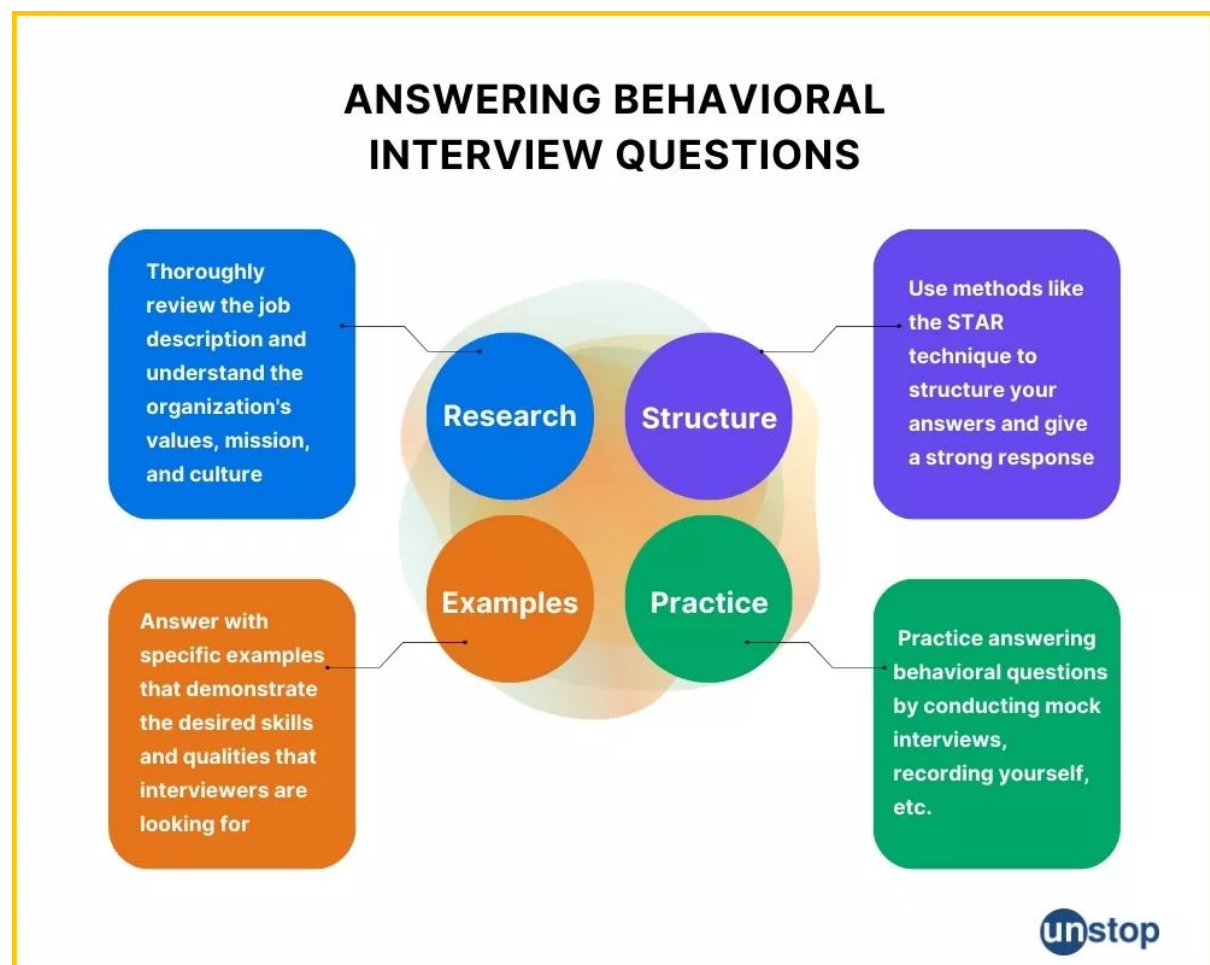 ANSWERING BEHAVIORAL
INTERVIEW QUESTIONS
Thoroughly
review the job
description and
understand the
organization's
values, mission,
and culture
Research
Structure
Use methods like
the STAR
technique to
structure your
answers and give
a strong response
Answer with
specific examples
that demonstrate
the desired skills
and qualities that
interviewers are
looking for
Examples
Practice
Practice answering
behavioral questions
by conducting mock
interviews,
recording yourself,
etc.
unstop